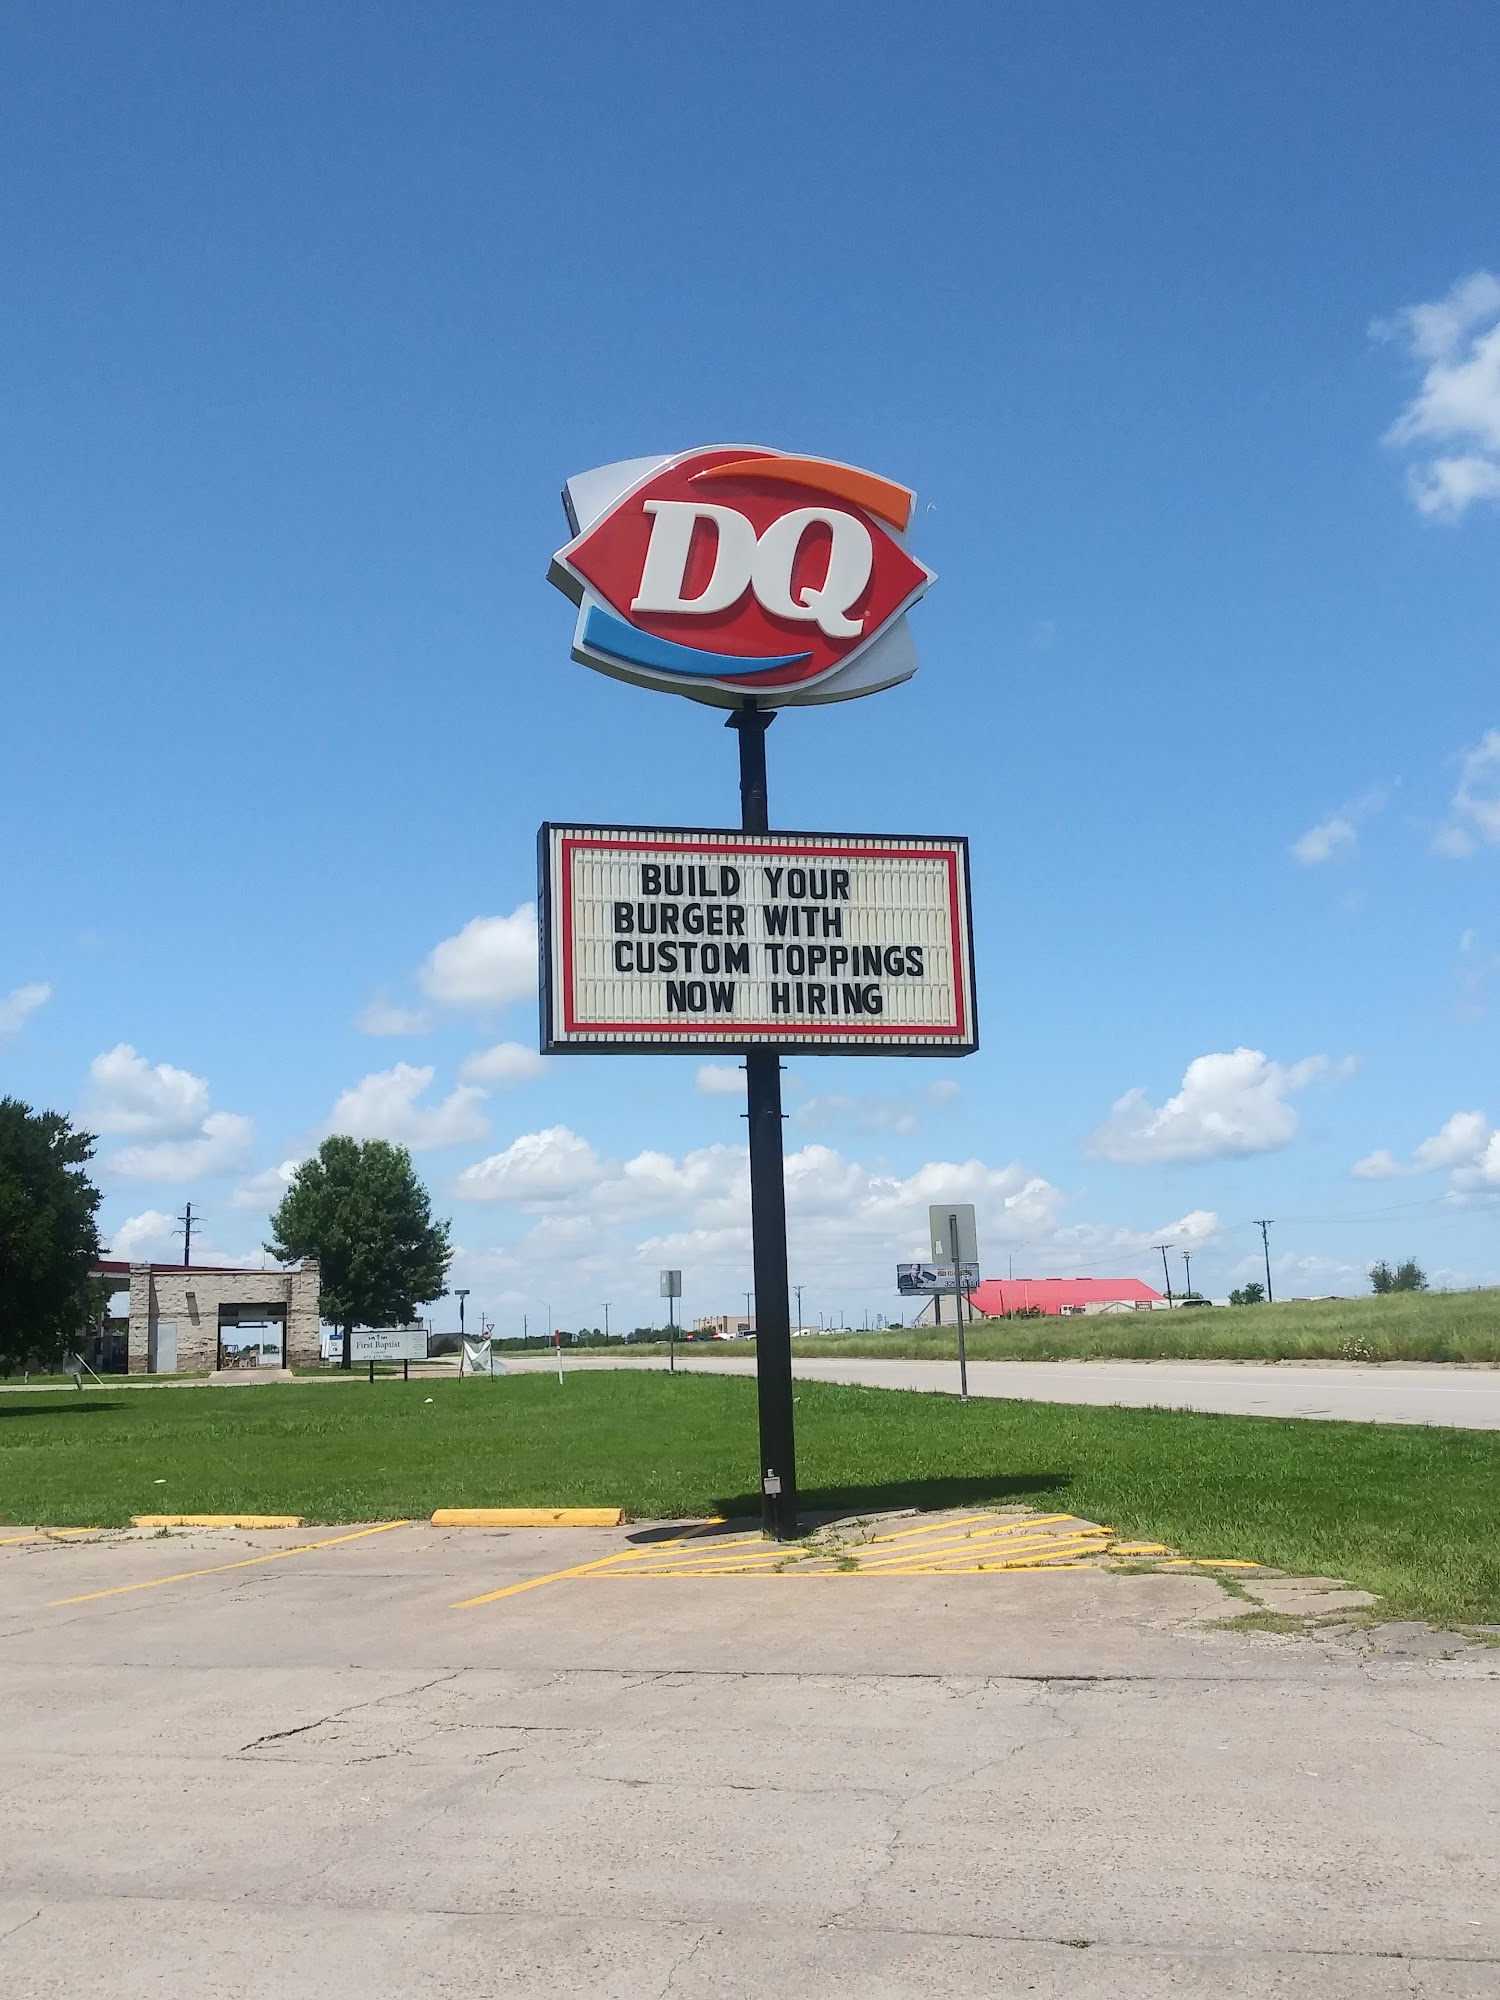 DQ
BUILD YOUR
BURGER WITH
CUSTOM TOPPINGS
NOW HIRING
First Baptist